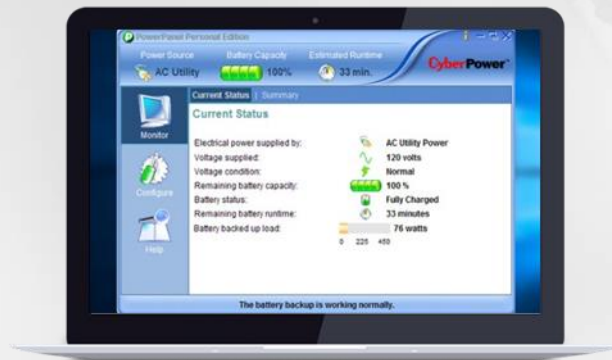 PowerPanel Personal Edition
Power Source Battery Capacity Estimated Runtime
AC Utility 100% 33 min.
CyberPower
Current Status | Summary
Current Status
Monitor
Configure
Help
Electrical power supplied by: AC Utility Power
Voltage supplied: 120 volts
Voltage condition: Normal
Remaining battery capacity: 100 %
Battery status: Fully Charged
Remaining battery runtime: 33 minutes
Battery backed up load: 76 watts
0 225 450
The battery backup is working normally.